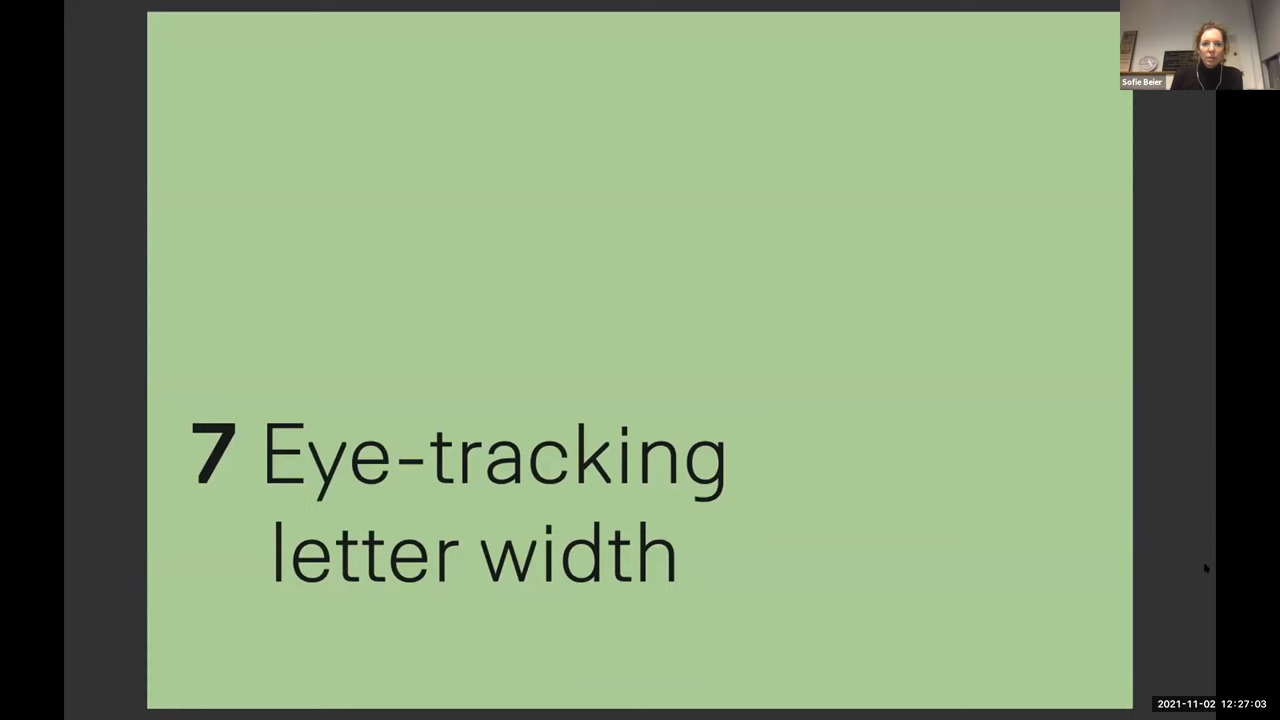 Sofie Beier
7 Eye-tracking
letter width
2021-11-02 12:27:03